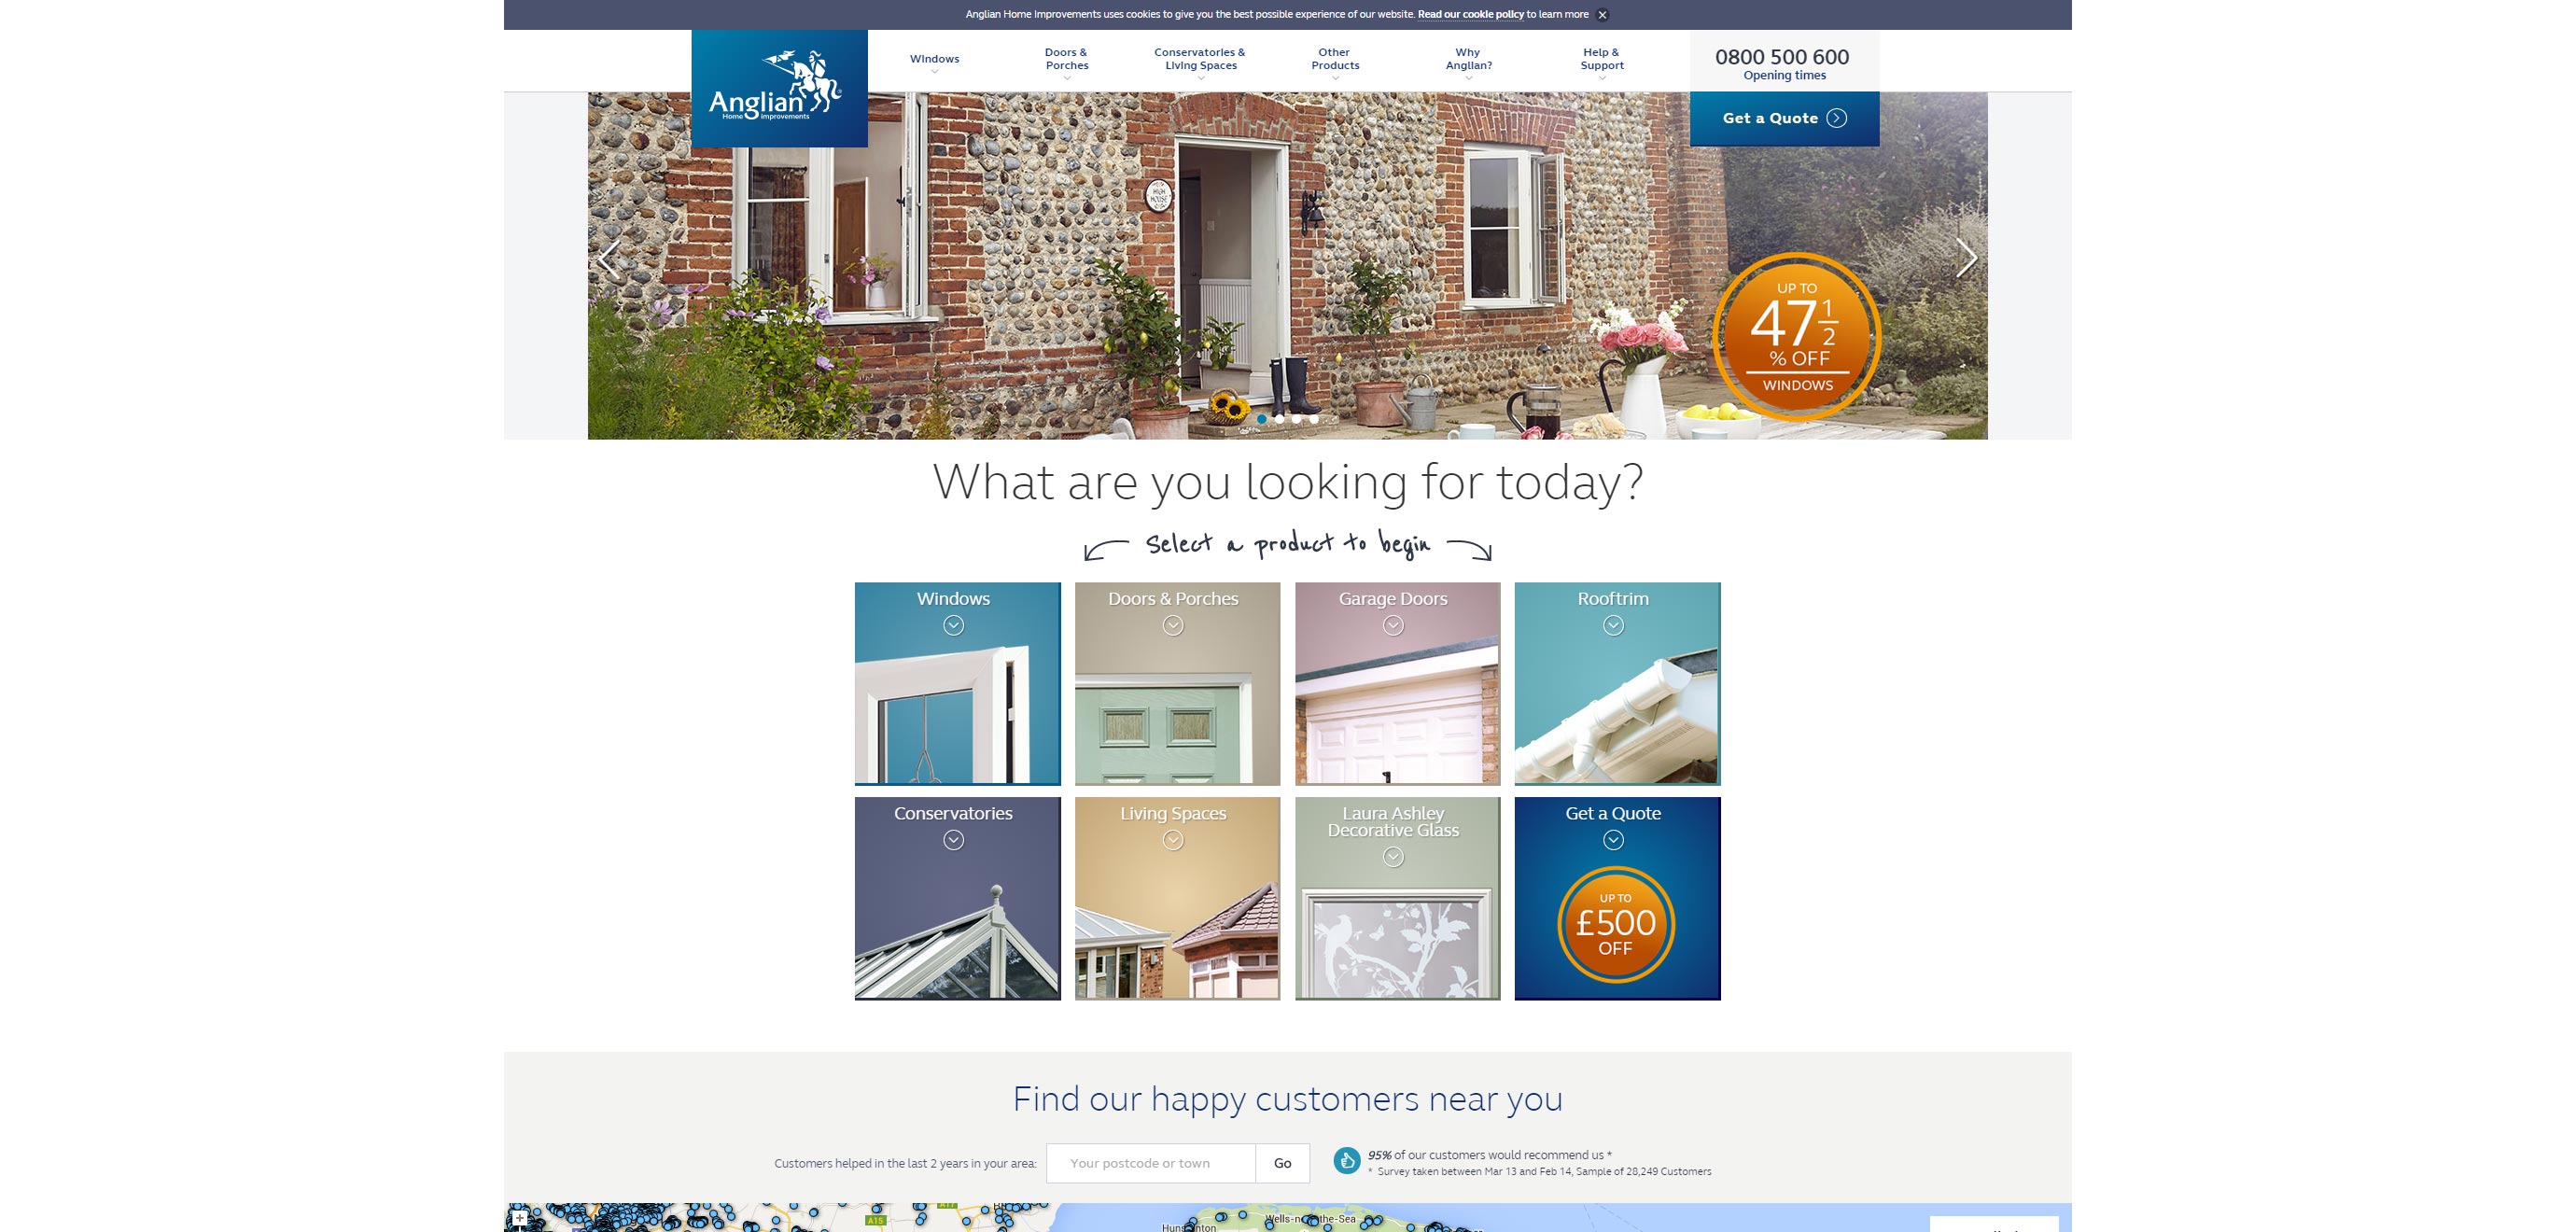 Anglian Home Improvements uses cookies to give you the best possible experience of our website. Read our cookie policy to learn more
Anglian
Home Improvements
Windows
Doors &
Porches
Conservatories &
Living Spaces
Other
Products
Why
Anglian?
Help &
Support
0800 500 600
Opening times
Get a Quote
HIGH
HOUSE
UP TO
47 1/2
% OFF
WINDOWS
What are you looking for today?
Select a product to begin
Windows
Doors & Porches
Garage Doors
Rooftrim
Conservatories
Living Spaces
Laura Ashley
Decorative Glass
Get a Quote
UP TO
£500
OFF
Find our happy customers near you
Customers helped in the last 2 years in your area:
Your postcode or town
Go
95% of our customers would recommend us *
* Survey taken between Mar 13 and Feb 14, Sample of 28,249 Customers
A15
A17